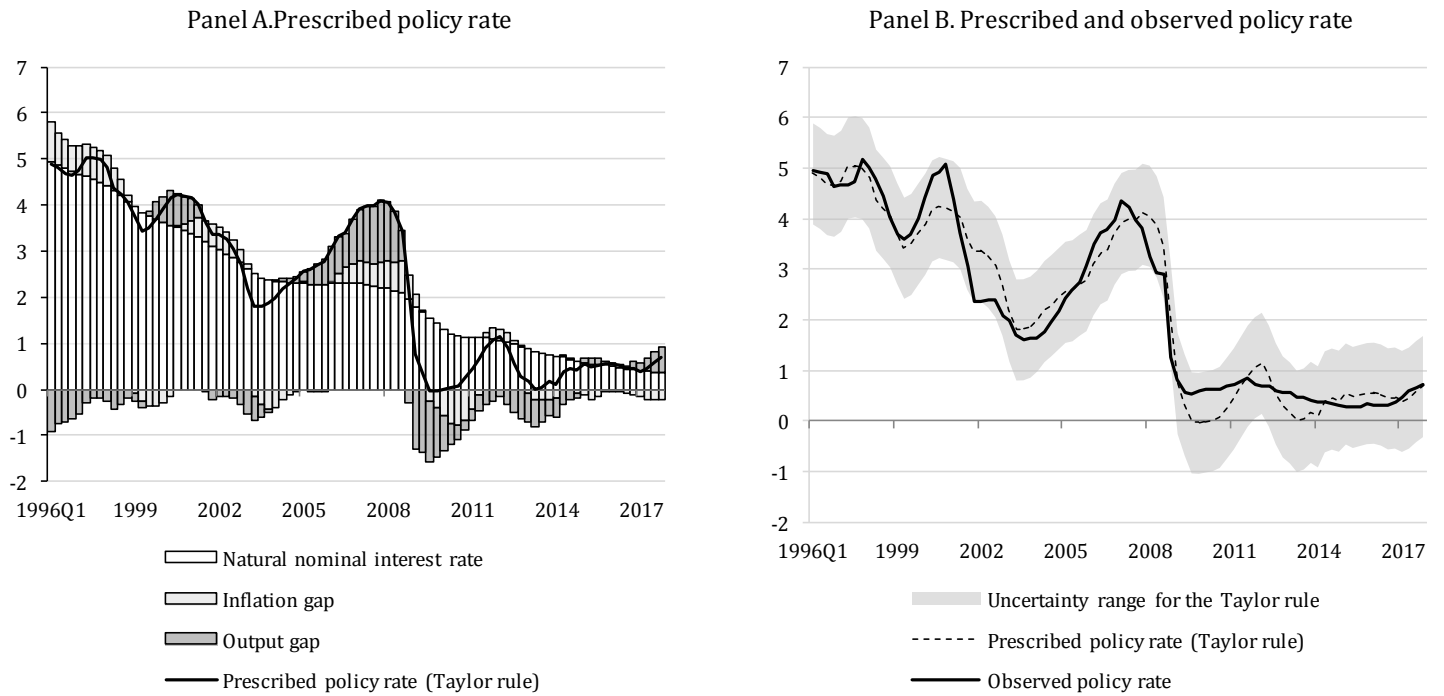 Panel A.Prescribed policy rate
7
6
5
4
3
2
1
0
-1
-2
1996Q1 1999 2002 2005 2008 2011 2014 2017
Natural nominal interest rate
Inflation gap
Output gap
Prescribed policy rate (Taylor rule)
Panel B. Prescribed and observed policy rate
7
6
5
4
3
2
1
0
-1
-2
1996Q1 1999 2002 2005 2008 2011 2014 2017
Uncertainty range for the Taylor rule
Prescribed policy rate (Taylor rule)
Observed policy rate